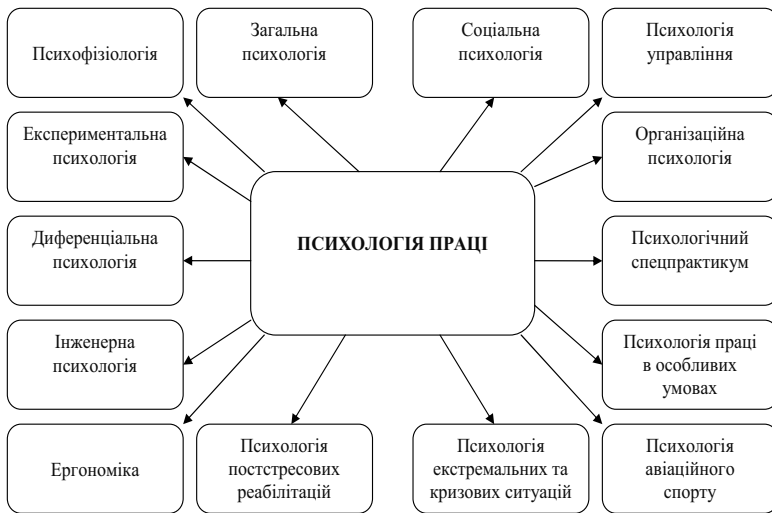 Психофізіологія
Загальна
психологія
Соціальна
психологія
Психологія
управління
Експериментальна
психологія
Організаційна
психологія
ПСИХОЛОГІЯ ПРАЦІ
Диференціальна
психологія
Психологічний
спецпрактикум
Інженерна
психологія
Психологія праці
в особливих
умовах
Ергономіка
Психологія
постстресових
реабілітацій
Психологія
екстремальних та
кризових ситуацій
Психологія
авіаційного
спорту